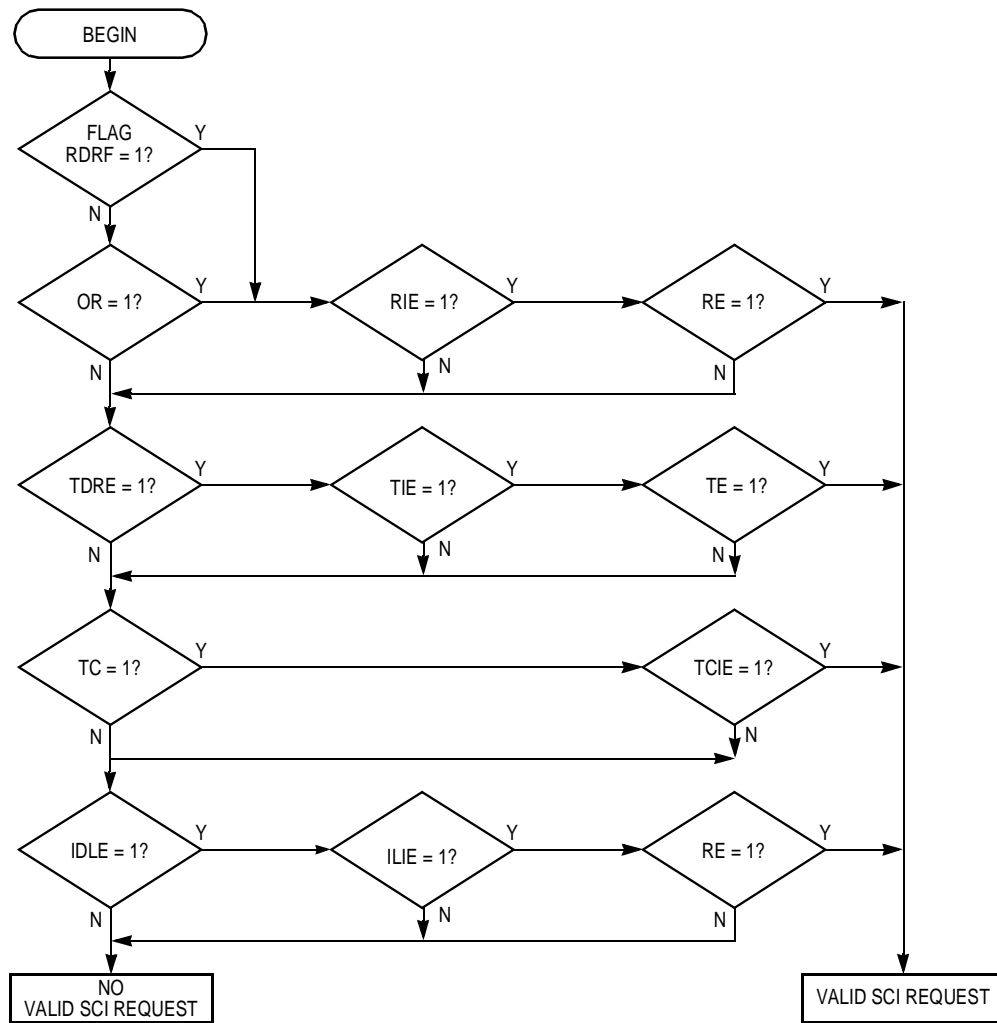 BEGIN
FLAG
RDRF = 1?
Y
N
OR = 1?
Y
RIE = 1?
Y
RE = 1?
Y
N
N
N
TDRE = 1?
Y
TIE = 1?
Y
TE = 1?
Y
N
N
N
TC = 1?
Y
TCIE = 1?
Y
N
N
IDLE = 1?
Y
ILIE = 1?
Y
RE = 1?
Y
N
N
N
NO
VALID SCI REQUEST
VALID SCI REQUEST